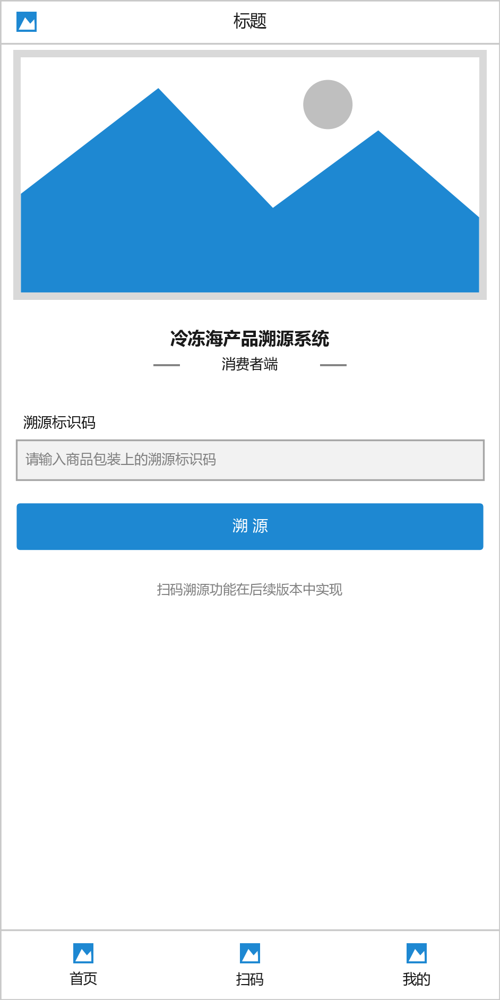 标题
冷冻海产品溯源系统
消费者端
溯源标识码
请输入商品包装上的溯源标识码
溯 源
扫码溯源功能在后续版本中实现
首页
扫码
我的